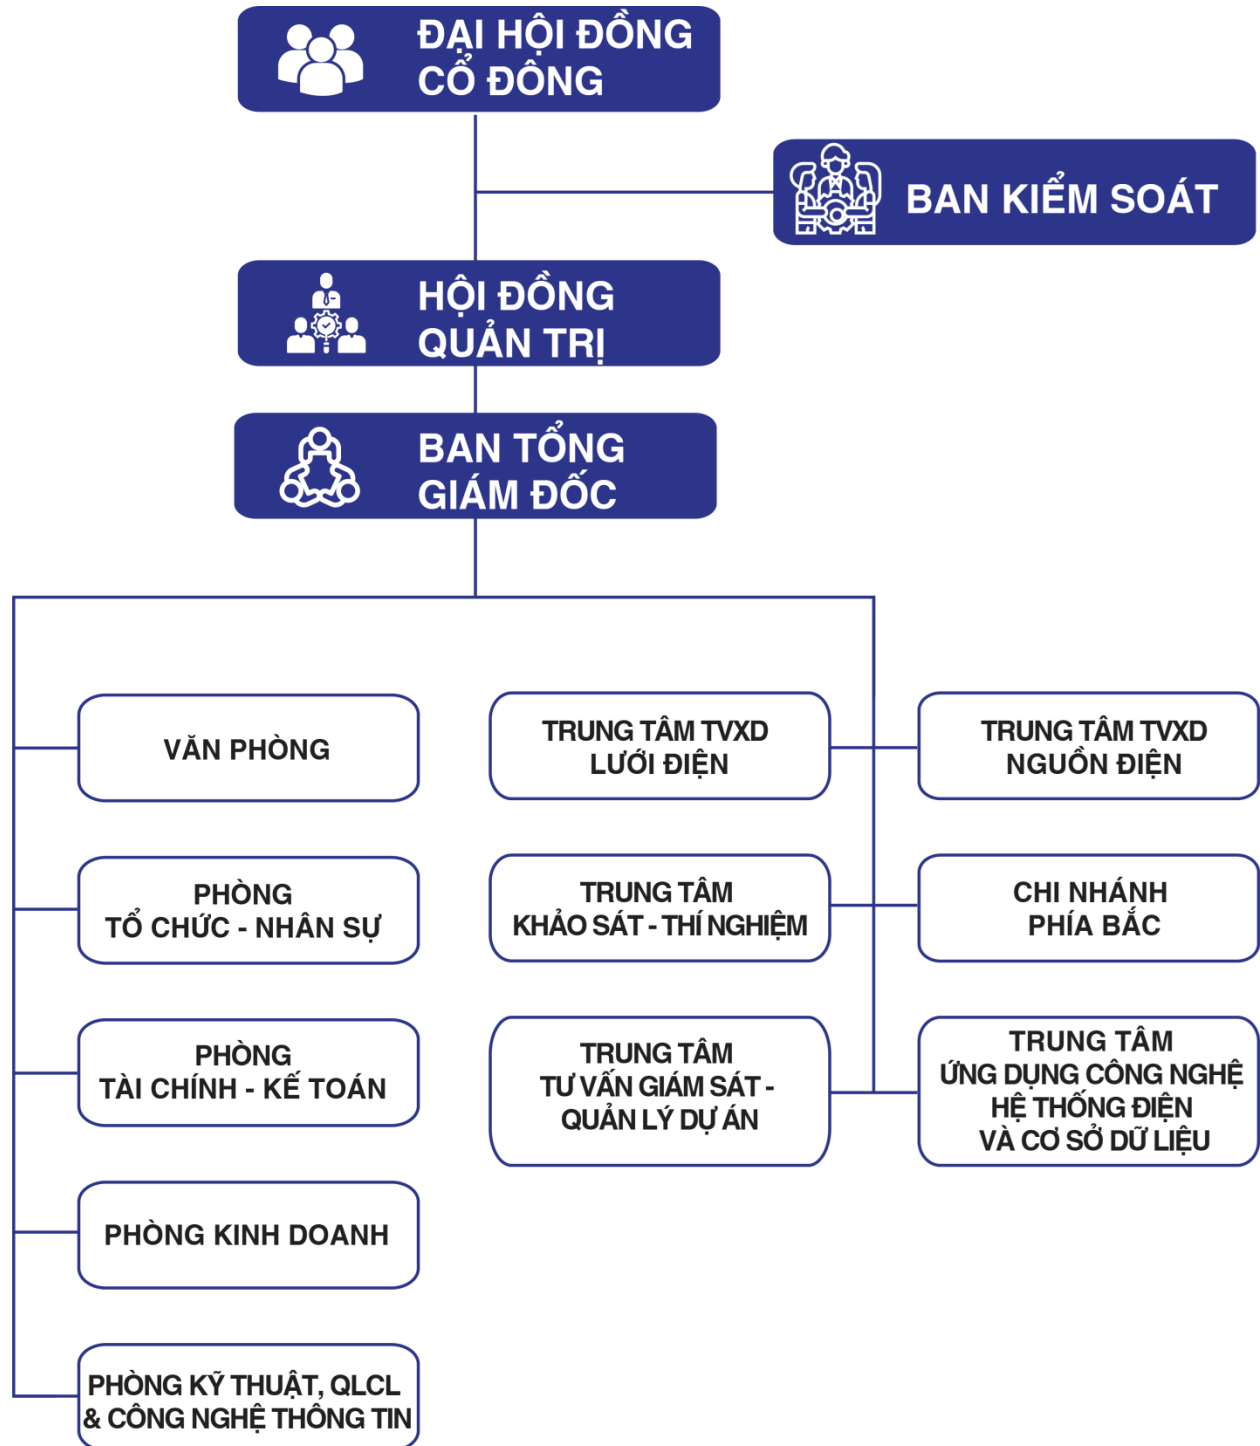 ĐẠI HỘI ĐỒNG
CỔ ĐÔNG
BAN KIỂM SOÁT
HỘI ĐỒNG
QUẢN TRỊ
BAN TỔNG
GIÁM ĐỐC
VĂN PHÒNG
PHÒNG
TỔ CHỨC - NHÂN SỰ
PHÒNG
TÀI CHÍNH - KẾ TOÁN
PHÒNG KINH DOANH
PHÒNG KỸ THUẬT, QLCL
& CÔNG NGHỆ THÔNG TIN
TRUNG TÂM TVXD
LƯỚI ĐIỆN
TRUNG TÂM
KHẢO SÁT - THÍ NGHIỆM
TRUNG TÂM
TƯ VẤN GIÁM SÁT -
QUẢN LÝ DỰ ÁN
TRUNG TÂM TVXD
NGUỒN ĐIỆN
CHI NHÁNH
PHÍA BẮC
TRUNG TÂM
ỨNG DỤNG CÔNG NGHỆ
HỆ THỐNG ĐIỆN
VÀ CƠ SỞ DỮ LIỆU